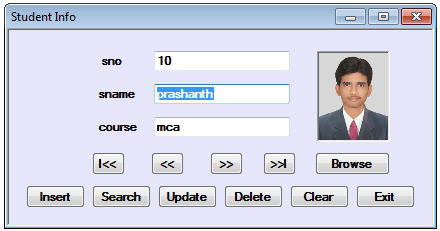 Student Info
sno 10
sname prashanth
course mca
I<< << >> >>I Browse
Insert Search Update Delete Clear Exit